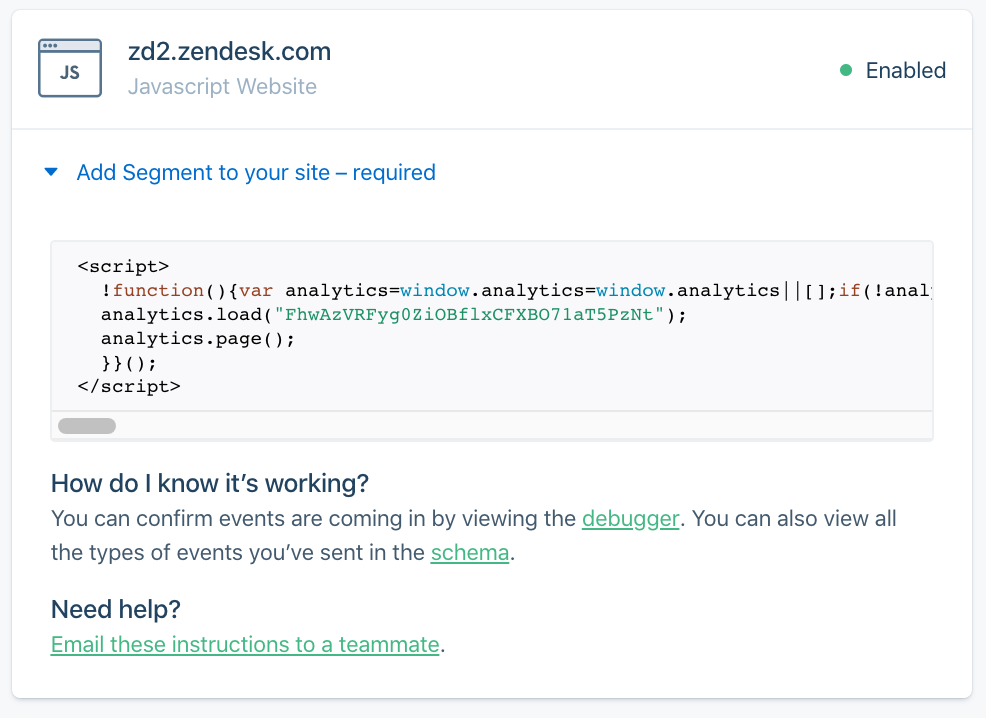 JS
zd2.zendesk.com
Javascript Website
Enabled
Add Segment to your site – required
<script>
!function(){var analytics=window.analytics=window.analytics||[];if(!anal
analytics.load("FhwAzVRFyg0ZiOBflxCFXBO71aT5PzNt");
analytics.page();
}}();
</script>
How do I know it’s working?
You can confirm events are coming in by viewing the debugger. You can also view all
the types of events you’ve sent in the schema.
Need help?
Email these instructions to a teammate.